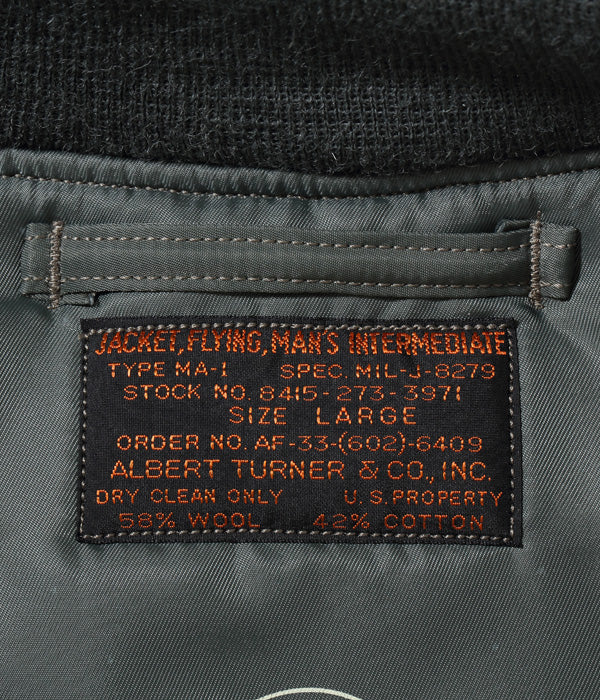 JACKET, FLYING, MAN'S INTERMEDIATE
TYPE MA-1 SPEC. MIL-J-8279
STOCK NO. 8415-273-3971
SIZE LARGE
ORDER NO. AF-33-(602)-6409
ALBERT TURNER & CO., INC.
DRY CLEAN ONLY U.S. PROPERTY
58% WOOL 42% COTTON